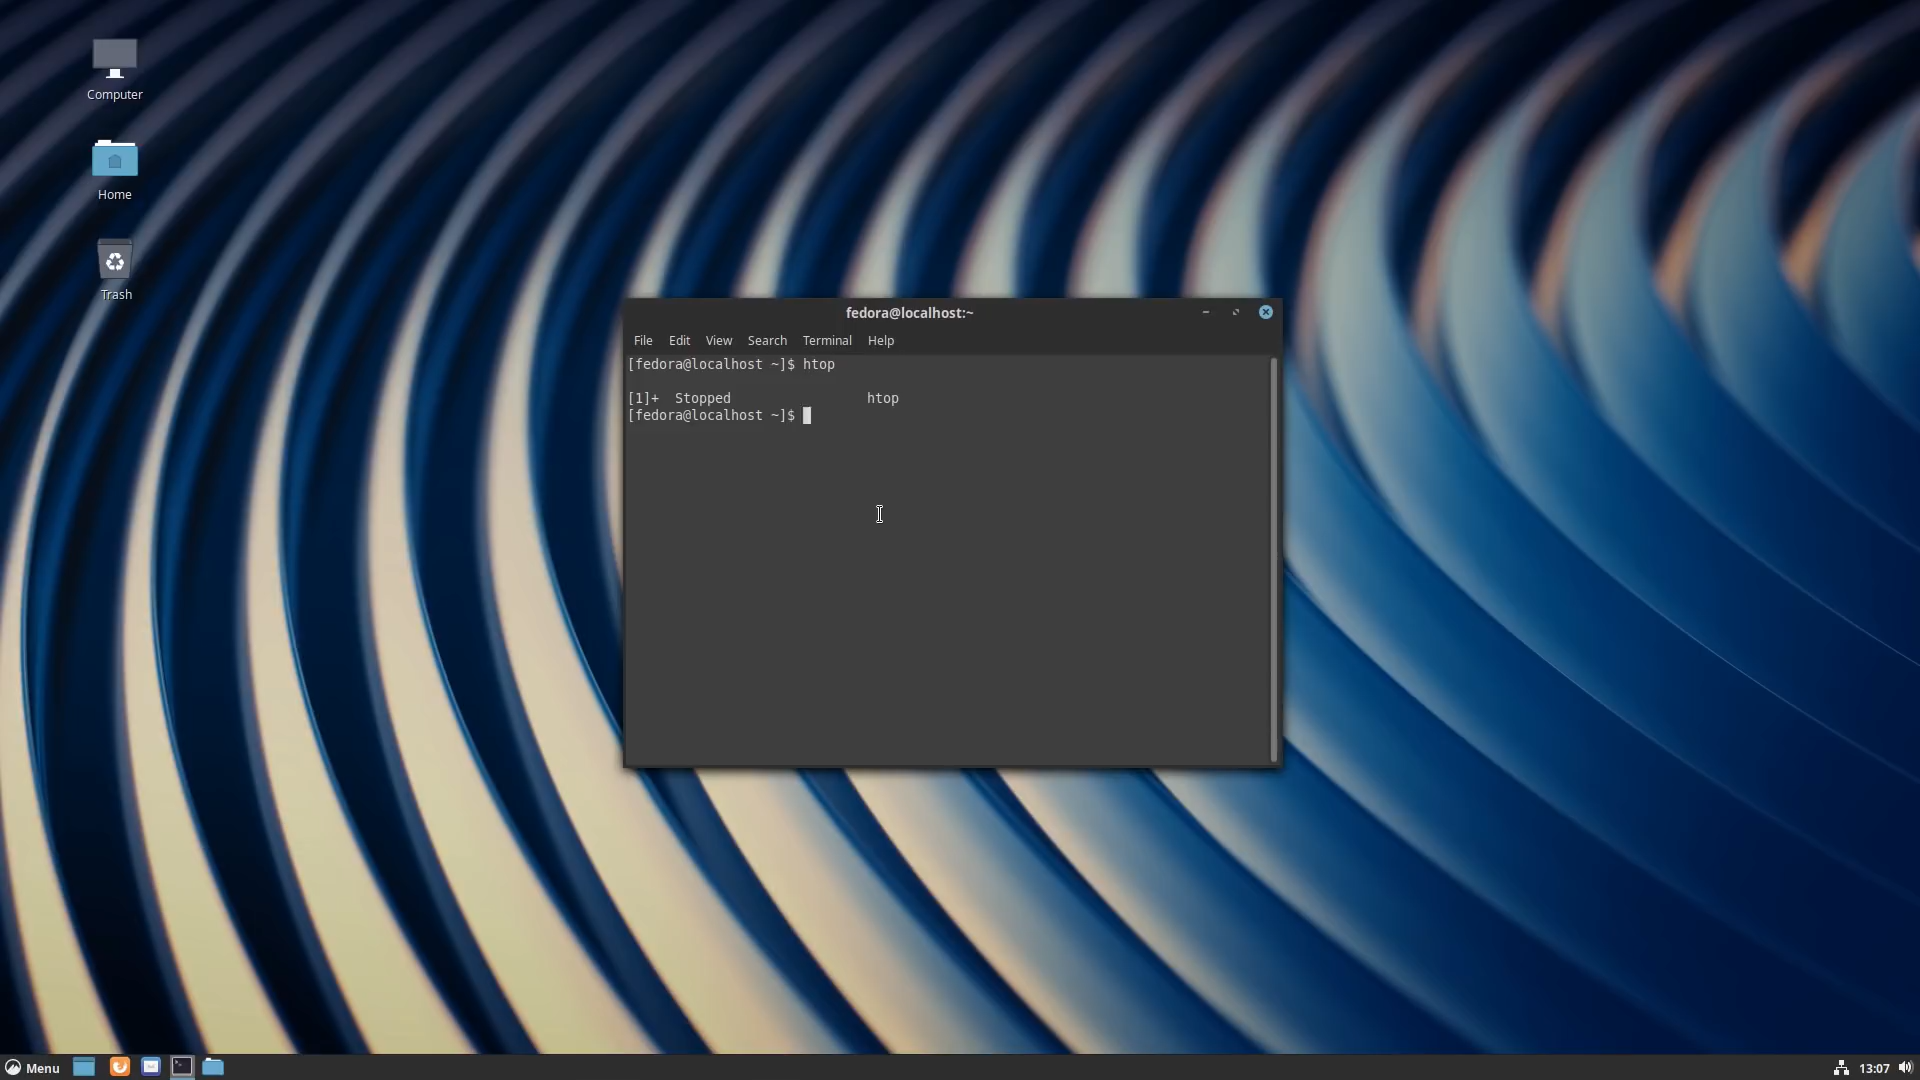 Computer
Home
Trash
fedora@localhost:~
File Edit View Search Terminal Help
[fedora@localhost ~]$ htop
[1]+  Stopped                 htop
[fedora@localhost ~]$
Menu
13:07